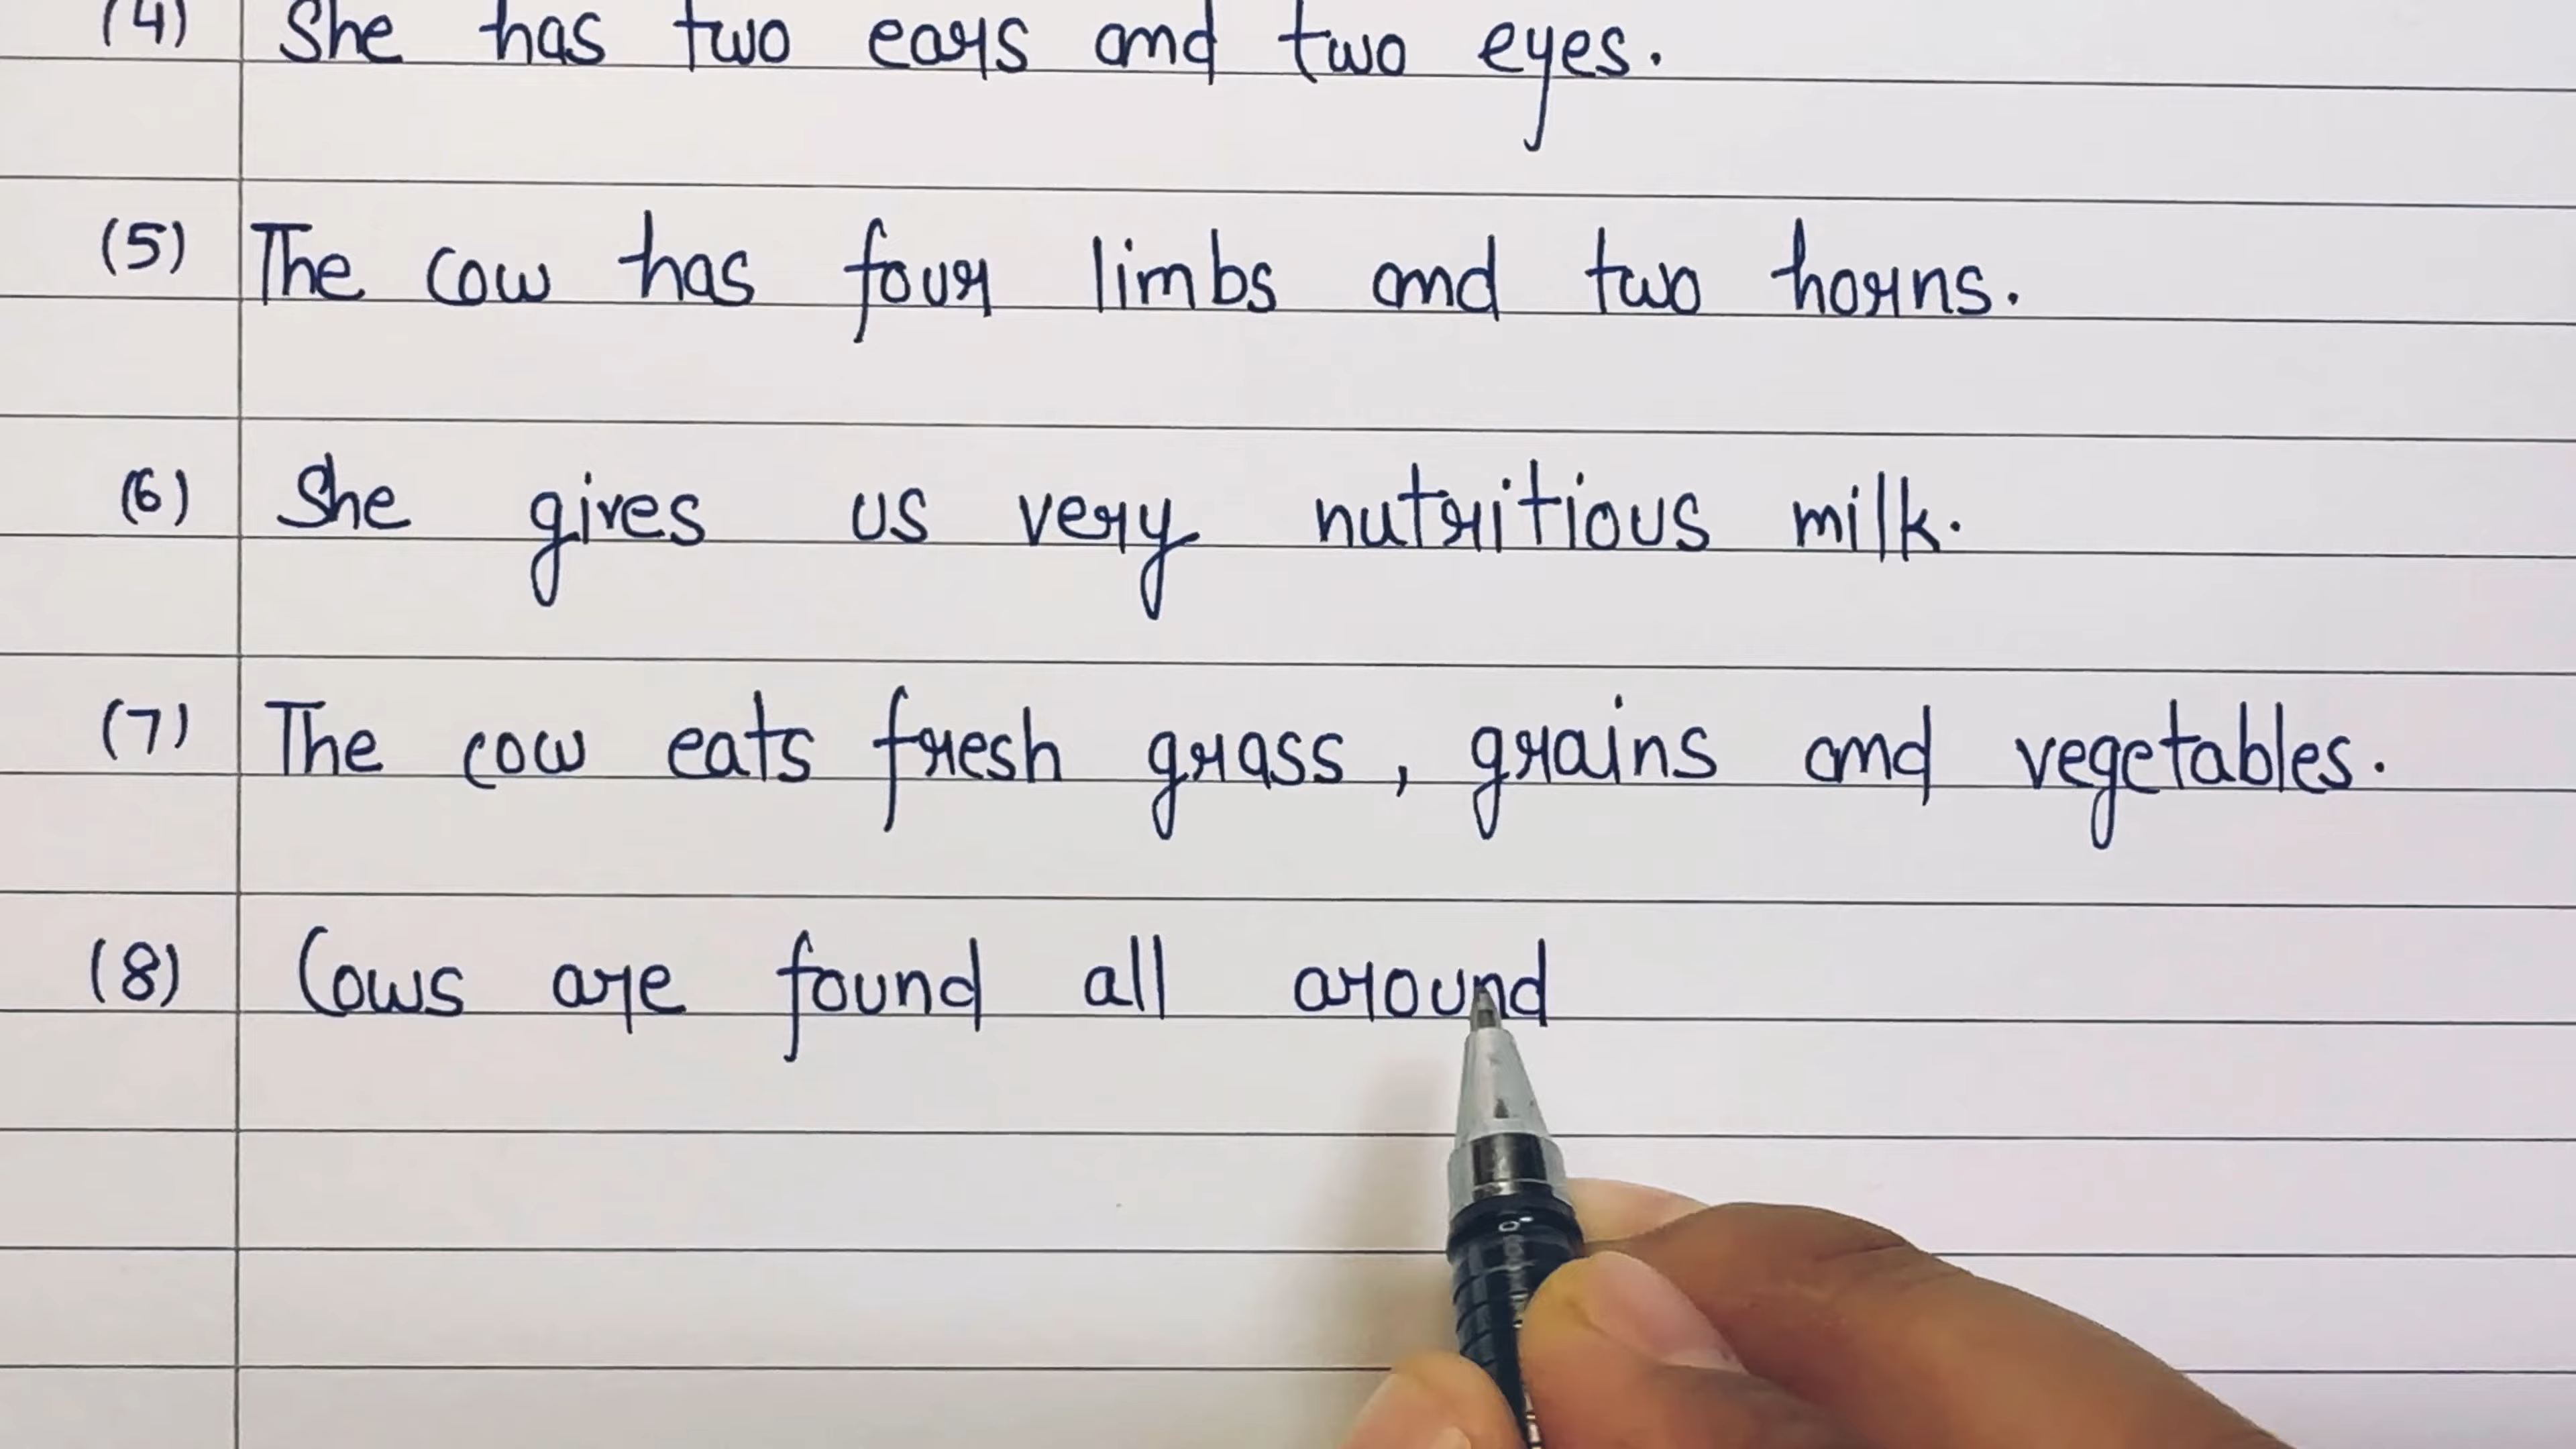 (4) She has two ears and two eyes.
(5) The cow has four limbs and two horns.
(6) She gives us very nutritious milk.
(7) The cow eats fresh grass, grains and vegetables.
(8) Cows are found all around